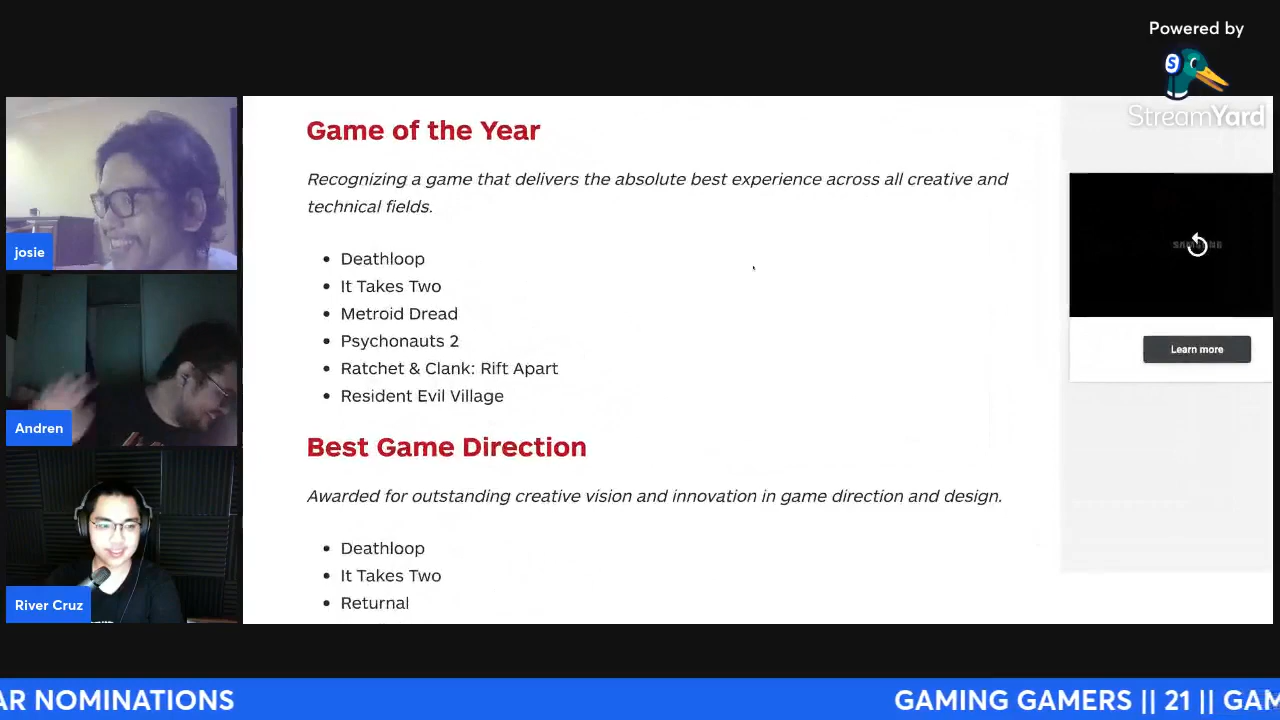 Powered by
StreamYard
Game of the Year
Recognizing a game that delivers the absolute best experience across all creative and
technical fields.
Deathloop
It Takes Two
Metroid Dread
Psychonauts 2
Ratchet & Clank: Rift Apart
Resident Evil Village
Best Game Direction
Awarded for outstanding creative vision and innovation in game direction and design.
Deathloop
It Takes Two
Returnal
SAMSUNG
Learn more
josie
Andren
River Cruz
AR NOMINATIONS
GAMING GAMERS || 21 || GAM